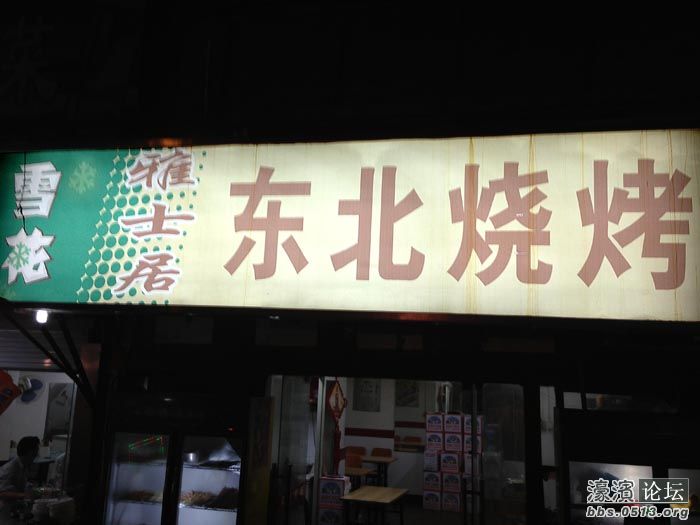 雪花
雅士居
东北烧烤
濠滨论坛
bbs.0513.org